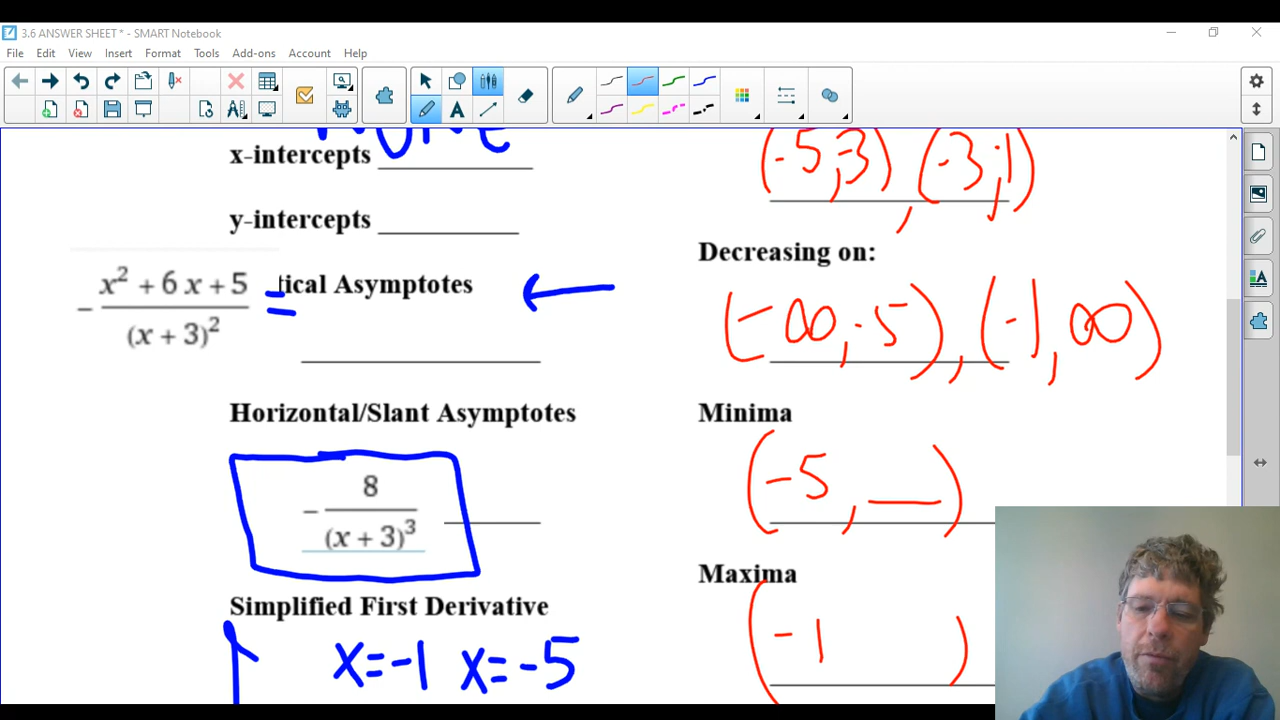 3.6 ANSWER SHEET * - SMART Notebook
File Edit View Insert Format Tools Add-ons Account Help
NONE
x-intercepts
y-intercepts
tical Asymptotes
- x² + 6 x + 5 / (x + 3)² =
Horizontal/Slant Asymptotes
- 8 / (x + 3)³
Simplified First Derivative
x=-1 x=-5
(-5,-3), (-3,-1)
Decreasing on:
(-∞,-5), (-1,∞)
Minima
(-5, __)
Maxima
(-1 )